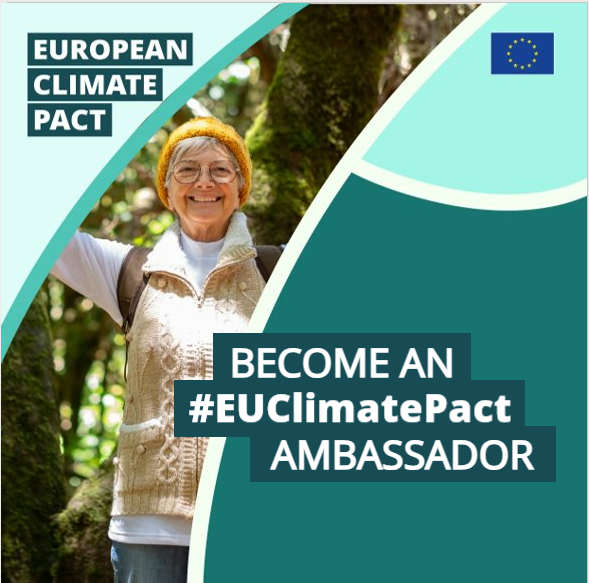 EUROPEAN
CLIMATE
PACT
BECOME AN
#EUClimatePact
AMBASSADOR